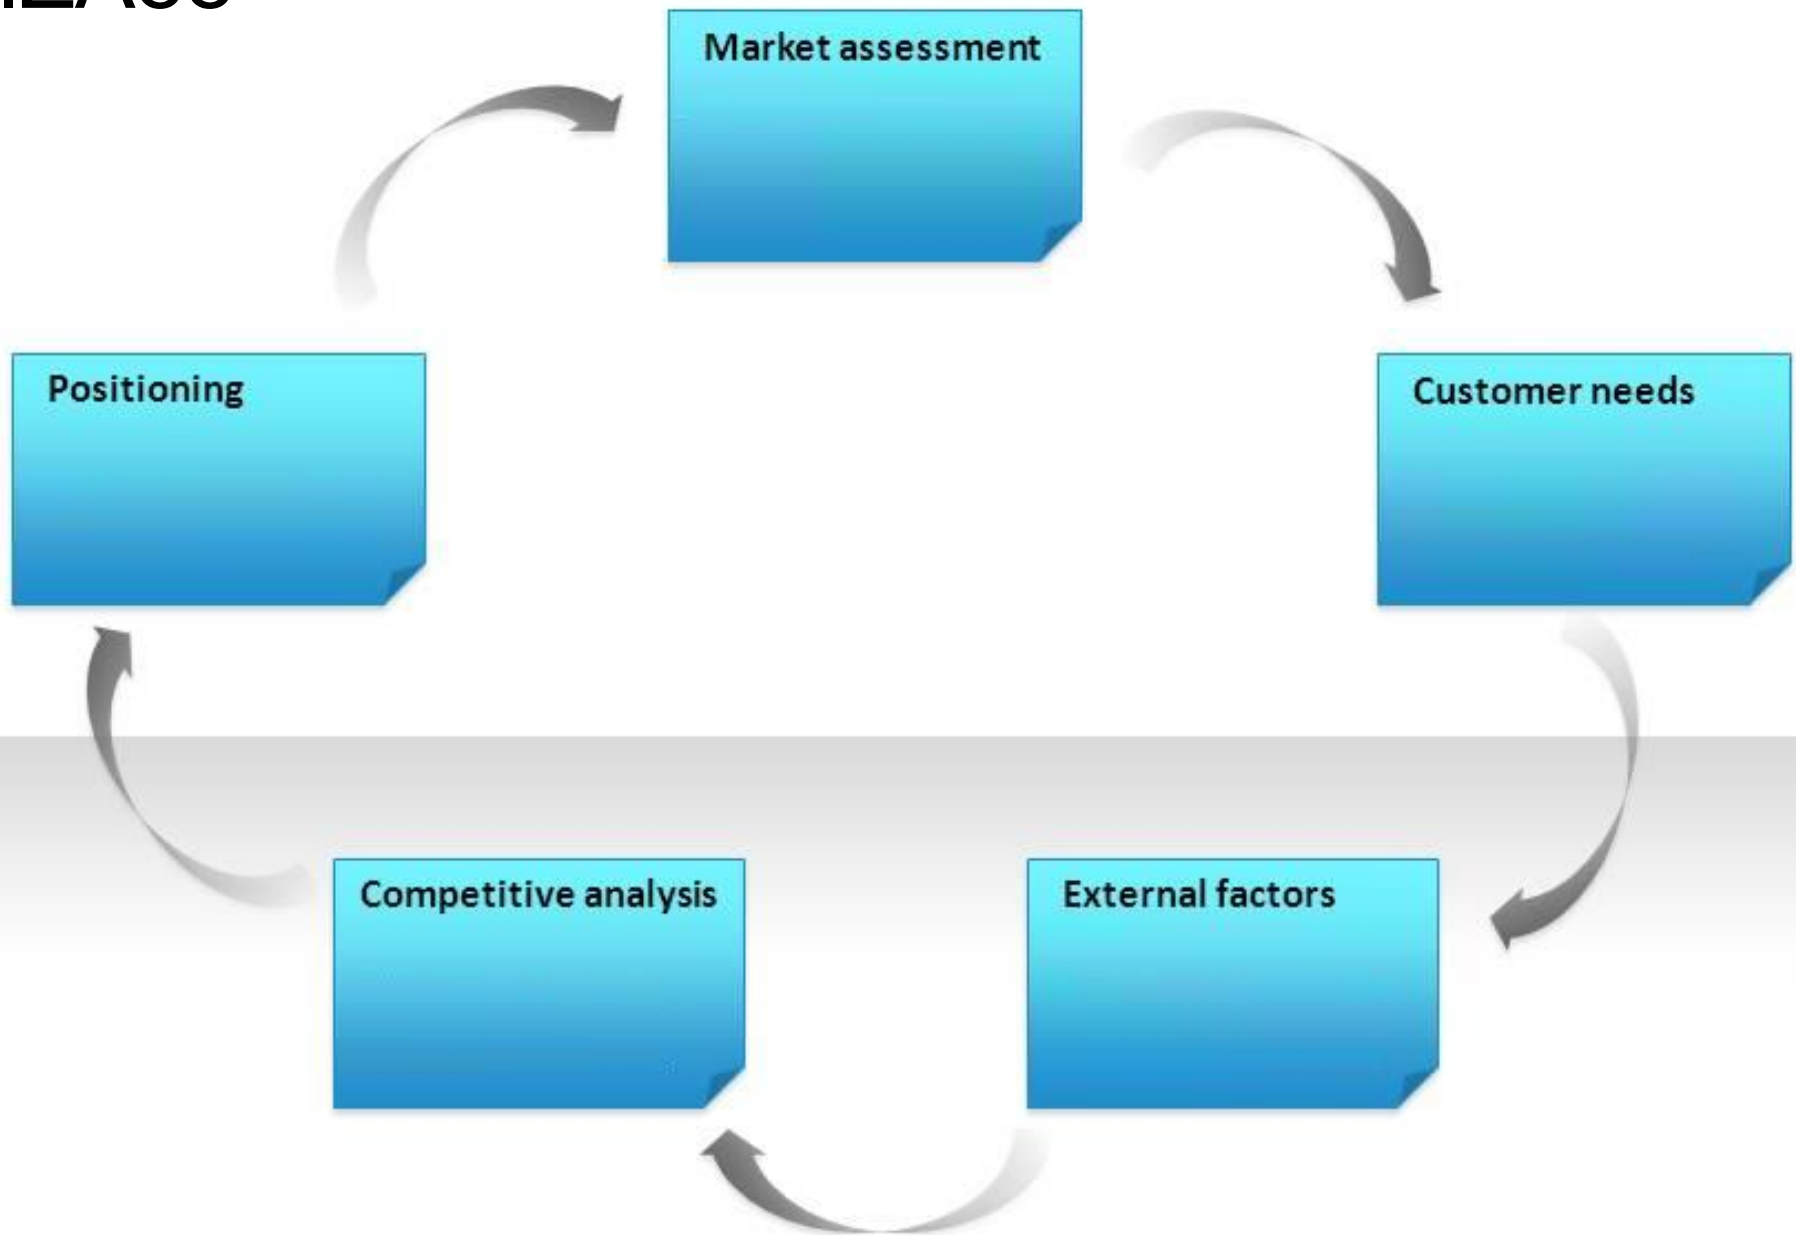 Market assessment
Customer needs
External factors
Competitive analysis
Positioning